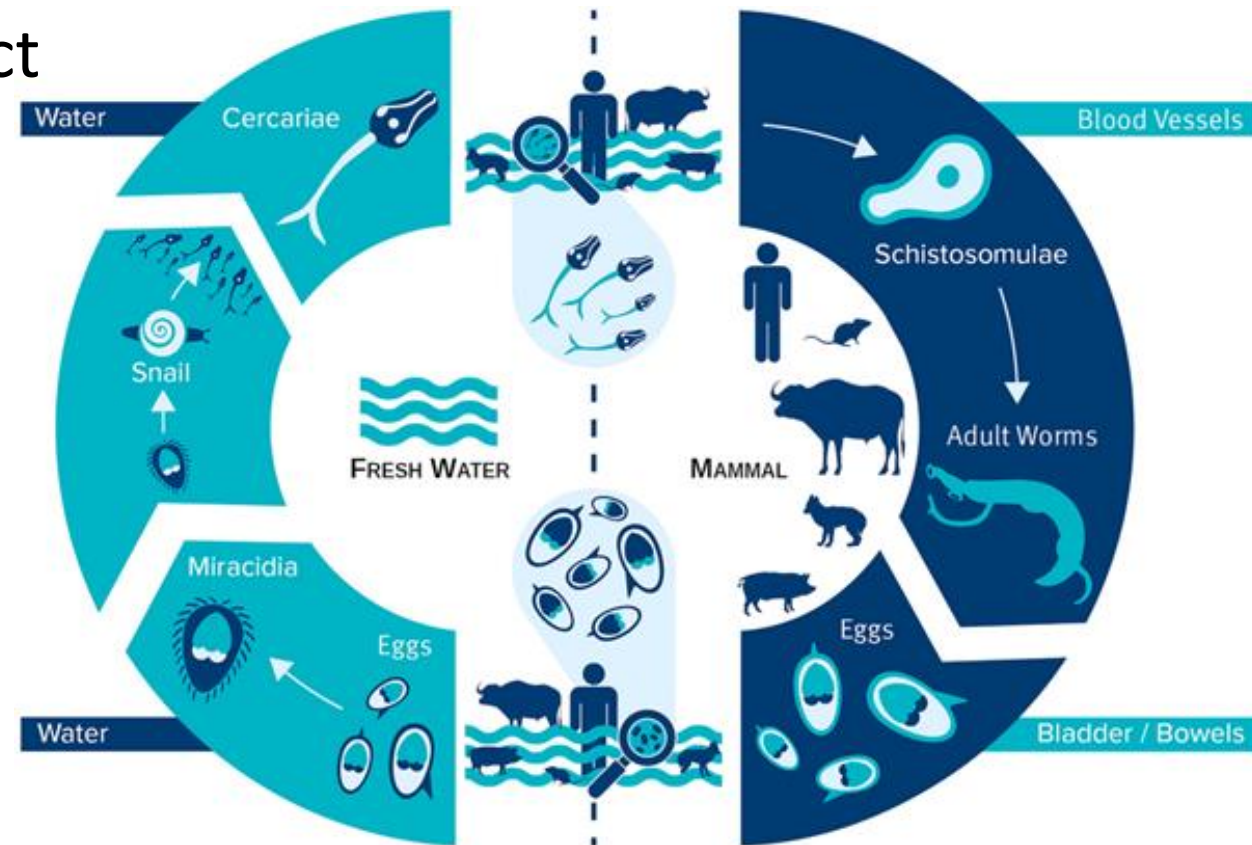 ct
Water
Cercariae
Blood Vessels
Schistosomulae
Snail
Adult Worms
FRESH WATER
MAMMAL
Miracidia
Eggs
Eggs
Water
Bladder / Bowels